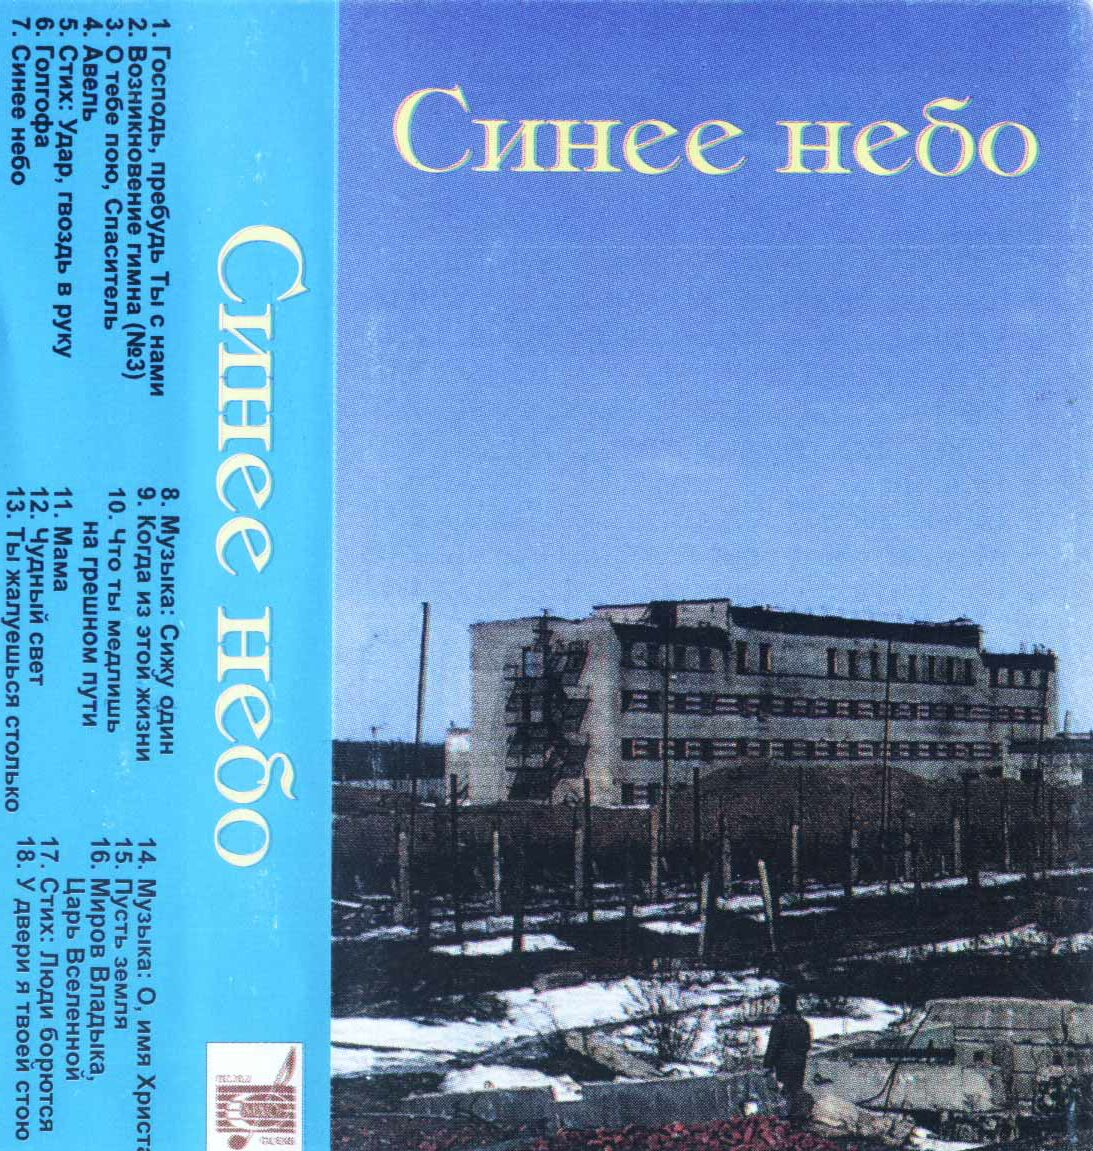 Синее небо
Синее небо
1. Господь, пребудь Ты с нами
2. Возникновение гимна (№3)
3. О тебе пою, Спаситель
4. Авель
5. Стих: Удар, гвоздь в руку
6. Голгофа
7. Синее небо
8. Музыка: Сижу один
9. Когда из этой жизни
10. Что ты медлишь
на грешном пути
11. Мама
12. Чудный свет
13. Ты жалуешься столько
14. Музыка: О, имя Христа
15. Пусть земля
16. Миров Владыка,
Царь Вселенной
17. Стих: Люди борются
18. У двери я твоей стою